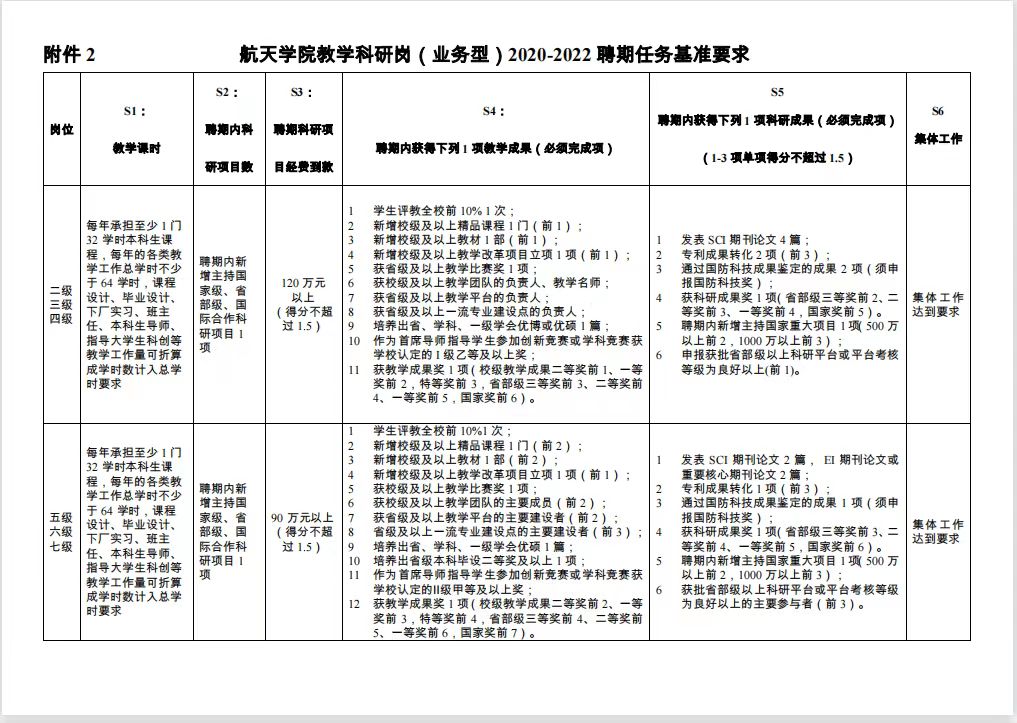 附件 2
航天学院教学科研岗（业务型）2020-2022 聘期任务基准要求
岗位
S1：
教学课时
S2：
聘期内科
研项目数
S3：
聘期科研项
目经费到款
S4：
聘期内获得下列 1 项教学成果（必须完成项）
S5
聘期内获得下列 1 项科研成果（必须完成项）
（1-3 项单项得分不超过 1.5）
S6
集体工作
二级
三级
四级
每年承担至少 1 门
32 学时本科生课
程，每年的各类教
学工作总学时不少
于 64 学时，课程
设计、毕业设计、
下厂实习、班主
任、本科生导师、
指导大学生科创等
教学工作量可折算
成学时数计入总学
时要求
聘期内新
增主持国
家级、省
部级、国
际合作科
研项目 1
项
120 万元
以上
（得分不超
过 1.5）
1 学生评教全校前 10% 1 次；
2 新增校级及以上精品课程 1 门（前 1）；
3 新增校级及以上教材 1 部（前 1）；
4 新增校级及以上教学改革项目立项 1 项（前 1）；
5 获省级及以上教学比赛奖 1 项；
6 获校级及以上教学团队的负责人、教学名师；
7 获省级及以上教学平台的负责人；
8 获省级及以上一流专业建设点的负责人；
9 培养出省、学科、一级学会优博或优硕 1 篇；
10 作为首席导师指导学生参加创新竞赛或学科竞赛获
学校认定的 I 级乙等及以上奖；
11 获教学成果奖 1 项（校级教学成果二等奖前 1、一等
奖前 2，特等奖前 3，省部级三等奖前 3、二等奖前
4、一等奖前 5，国家奖前 6）。
1 发表 SCI 期刊论文 4 篇；
2 专利成果转化 2 项（前 3）；
3 通过国防科技成果鉴定的成果 2 项（须申
报国防科技奖）；
4 获科研成果奖 1 项（省部级三等奖前 2、二
等奖前 3、一等奖前 4，国家奖前 5）。
5 聘期内新增主持国家重大项目 1 项（500 万
以上前 2，1000 万以上前 3）；
6 申报获批省部级以上科研平台或平台考核
等级为良好以上(前 1)。
集体工作
达到要求
五级
六级
七级
每年承担至少 1 门
32 学时本科生课
程，每年的各类教
学工作总学时不少
于 64 学时，课程
设计、毕业设计、
下厂实习、班主
任、本科生导师、
指导大学生科创等
教学工作量可折算
成学时数计入总学
时要求
聘期内新
增主持国
家级、省
部级、国
际合作科
研项目 1
项
90 万元以上
（得分不超
过 1.5）
1 学生评教全校前 10%1 次；
2 新增校级及以上精品课程 1 门（前 2）；
3 新增校级及以上教材 1 部（前 2）；
4 新增校级及以上教学改革项目立项 1 项（前 1）；
5 获校级及以上教学比赛奖 1 项；
6 获校级及以上教学团队的主要成员（前 2）；
7 获省级及以上教学平台的主要建设者（前 2）；
8 省级及以上一流专业建设点的主要建设者（前 3）；
9 培养出省、学科、一级学会优硕 1 篇；
10 培养出省级本科毕设二等奖及以上 1 项；
11 作为首席导师指导学生参加创新竞赛或学科竞赛获
学校认定的II级甲等及以上奖；
12 获教学成果奖 1 项（校级教学成果二等奖前 2、一等
奖前 3，特等奖前 4，省部级三等奖前 4、二等奖前
5、一等奖前 6，国家奖前 7）。
1 发表 SCI 期刊论文 2 篇， EI 期刊论文或
重要核心期刊论文 2 篇；
2 专利成果转化 1 项（前 3）；
3 通过国防科技成果鉴定的成果 1 项（须申
报国防科技奖）；
4 获科研成果奖 1 项（省部级三等奖前 3、二
等奖前 4、一等奖前 5，国家奖前 6）。
5 聘期内新增主持国家重大项目 1 项（500 万
以上前 2，1000 万以上前 3）；
6 获批省部级以上科研平台或平台考核等级
为良好以上的主要参与者（前 3）。
集体工作
达到要求